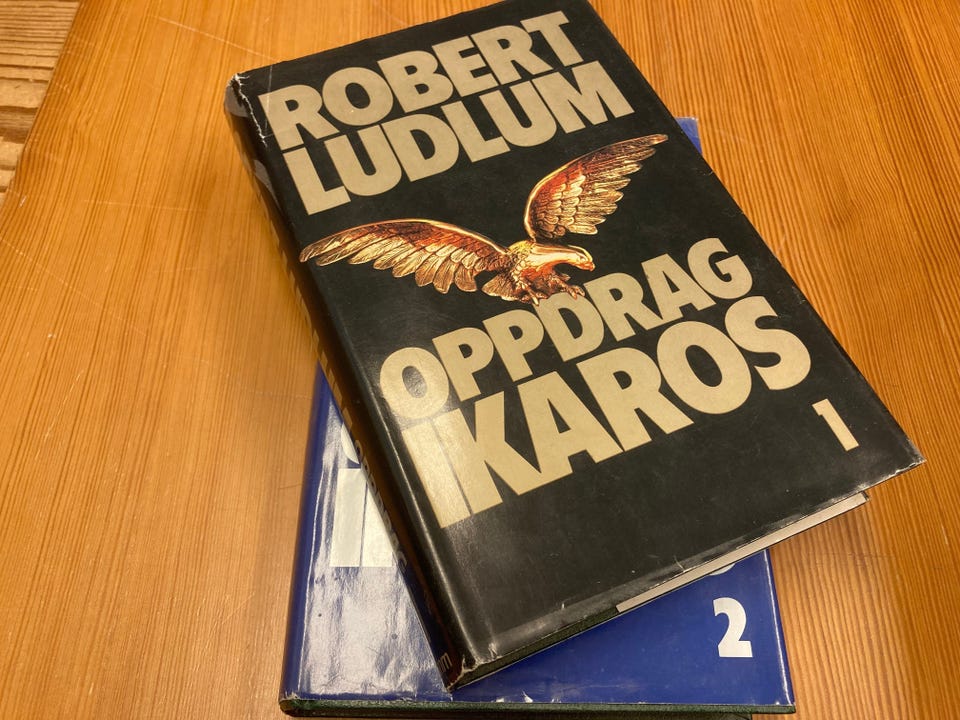 ROBERT
LUDLUM
OPPDRAG
IKAROS
1
2